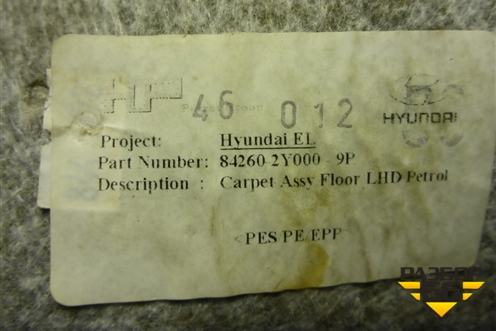 HP 46 012
HYUNDAI
Project: Hyundai EL
Part Number: 84260-2Y000 - 9P
Description : Carpet Assy Floor LHD Petrol
<PES/PE/EPP